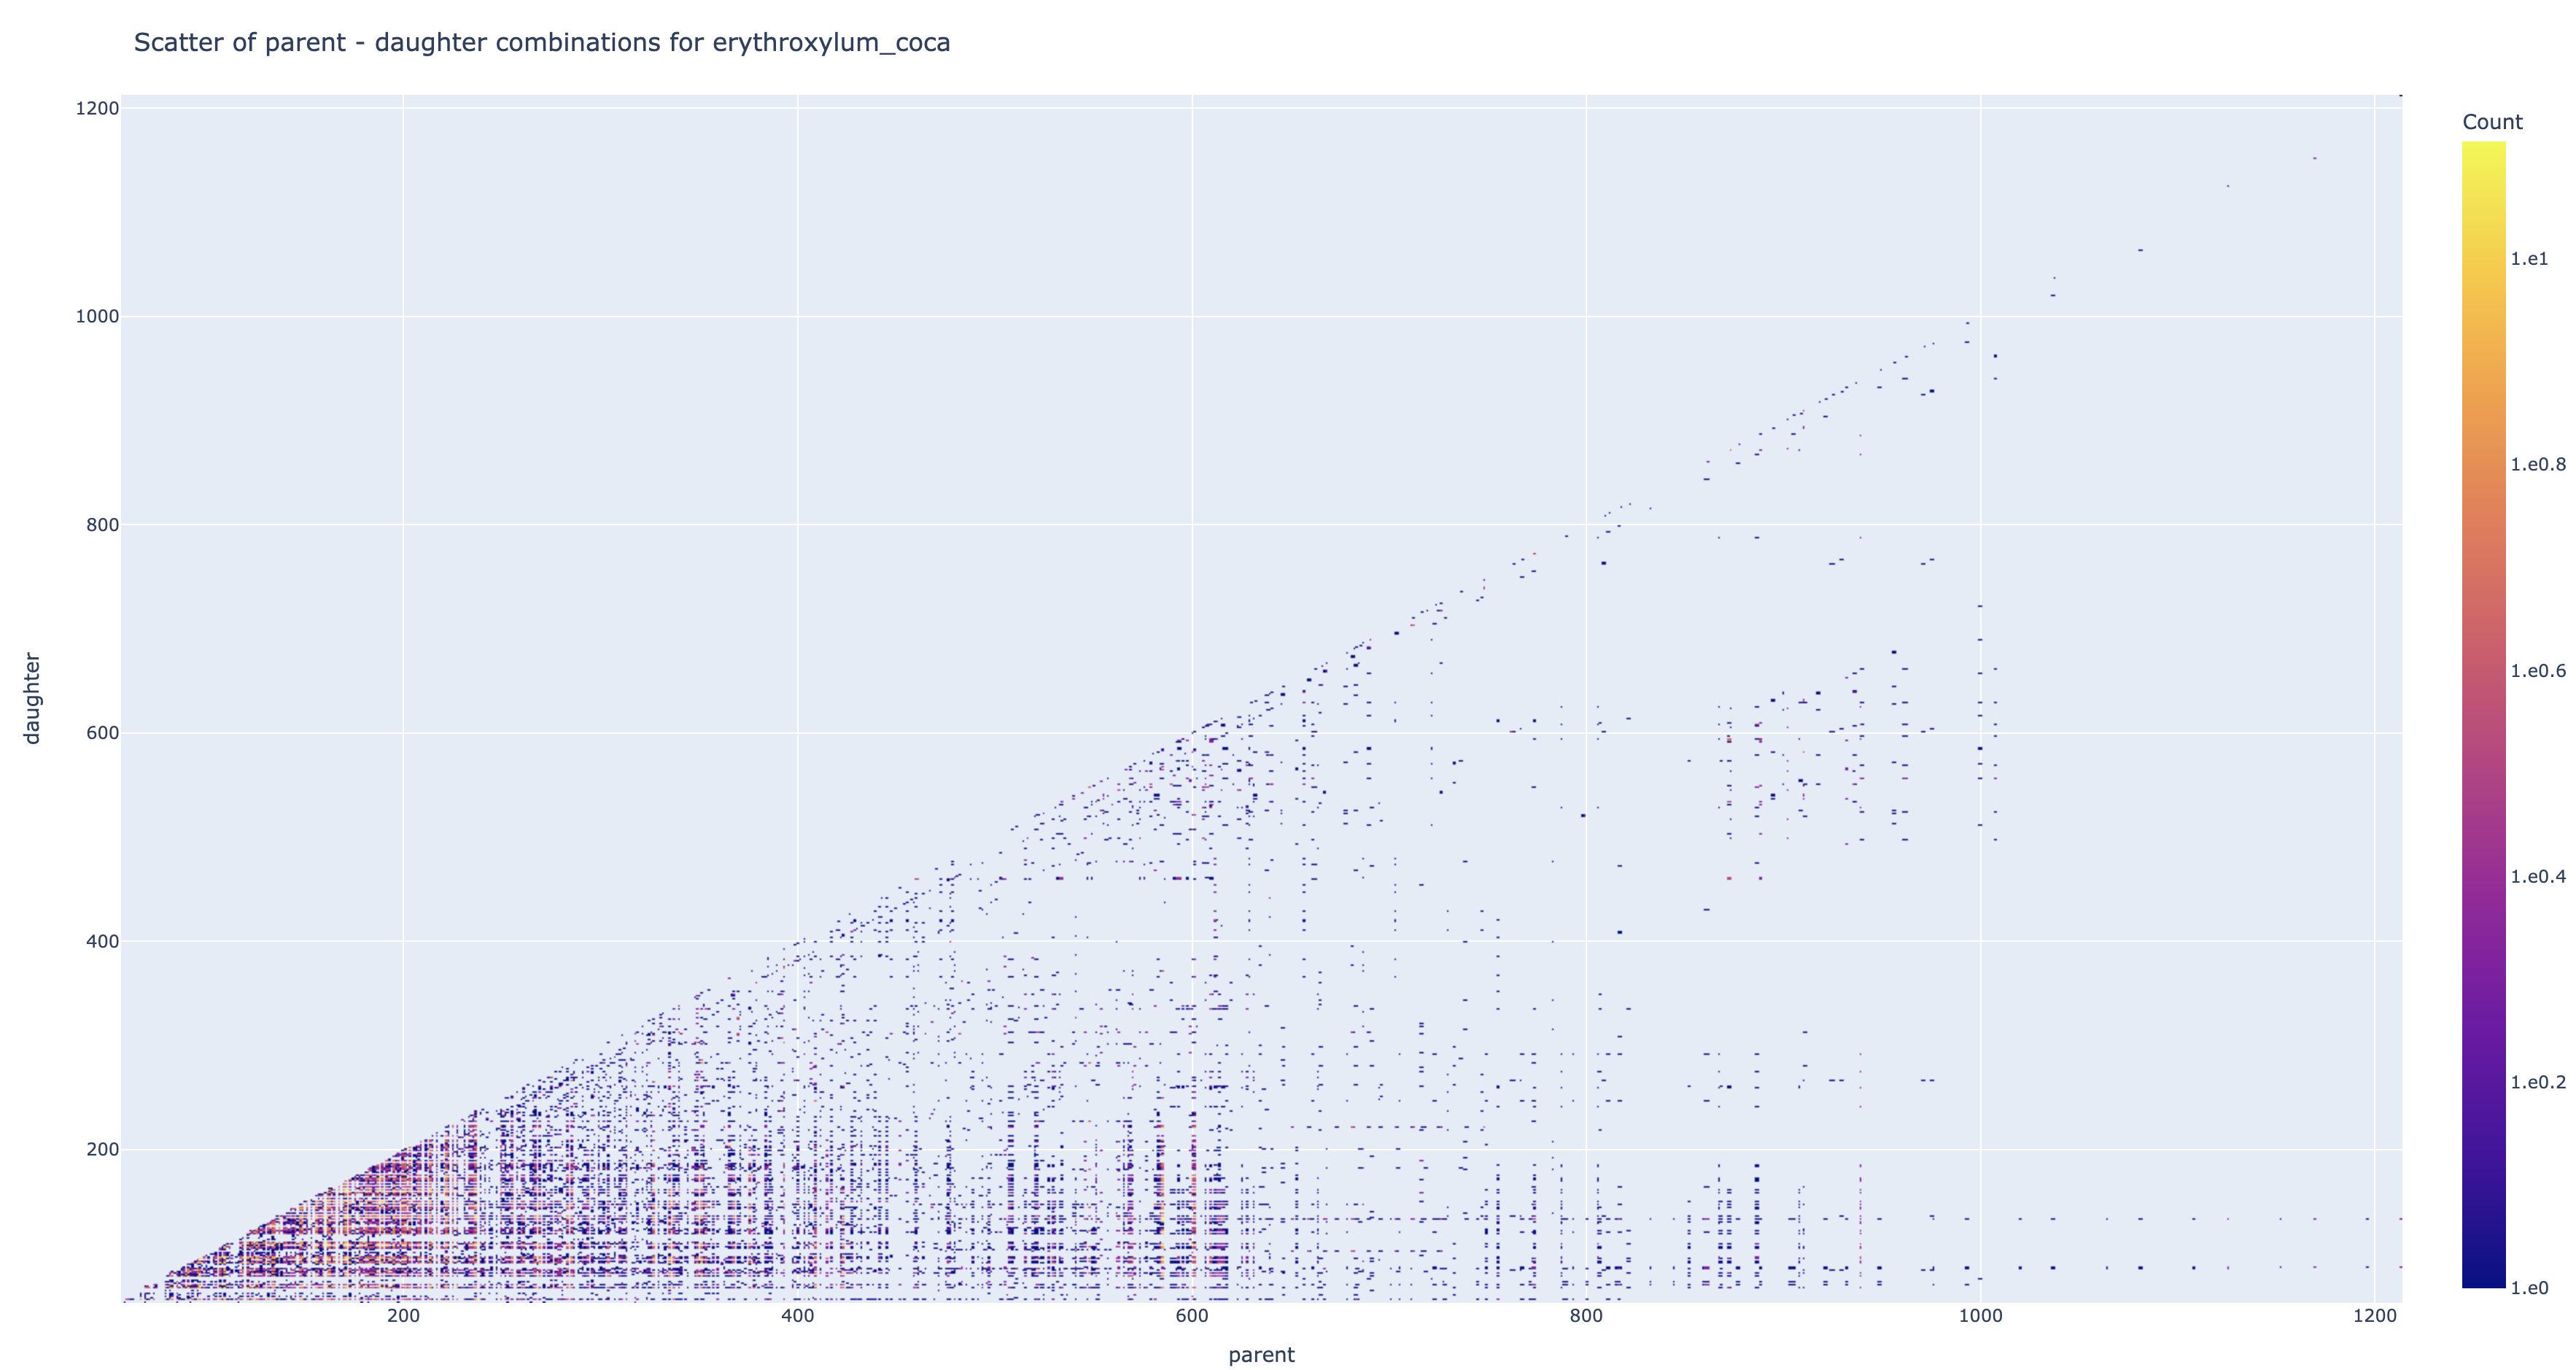 Scatter of parent - daughter combinations for erythroxylum_coca
Count
1200
1000
800
600
400
200
daughter
200
400
600
800
1000
1200
parent
1.e1
1.e0.8
1.e0.6
1.e0.4
1.e0.2
1.e0